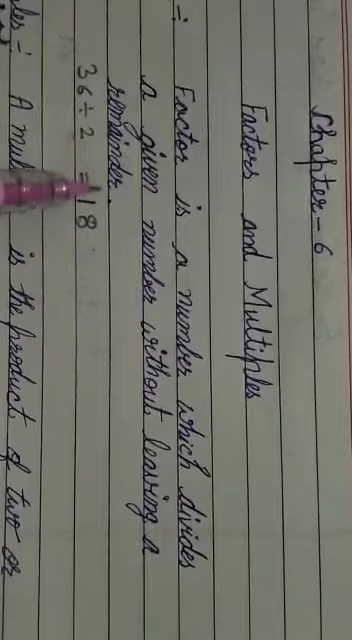 Chapter-6
Factors and Multiples
:- Factor is a number which divides
a given number without leaving a
remainder.
36÷2 = 18
is the product of two or